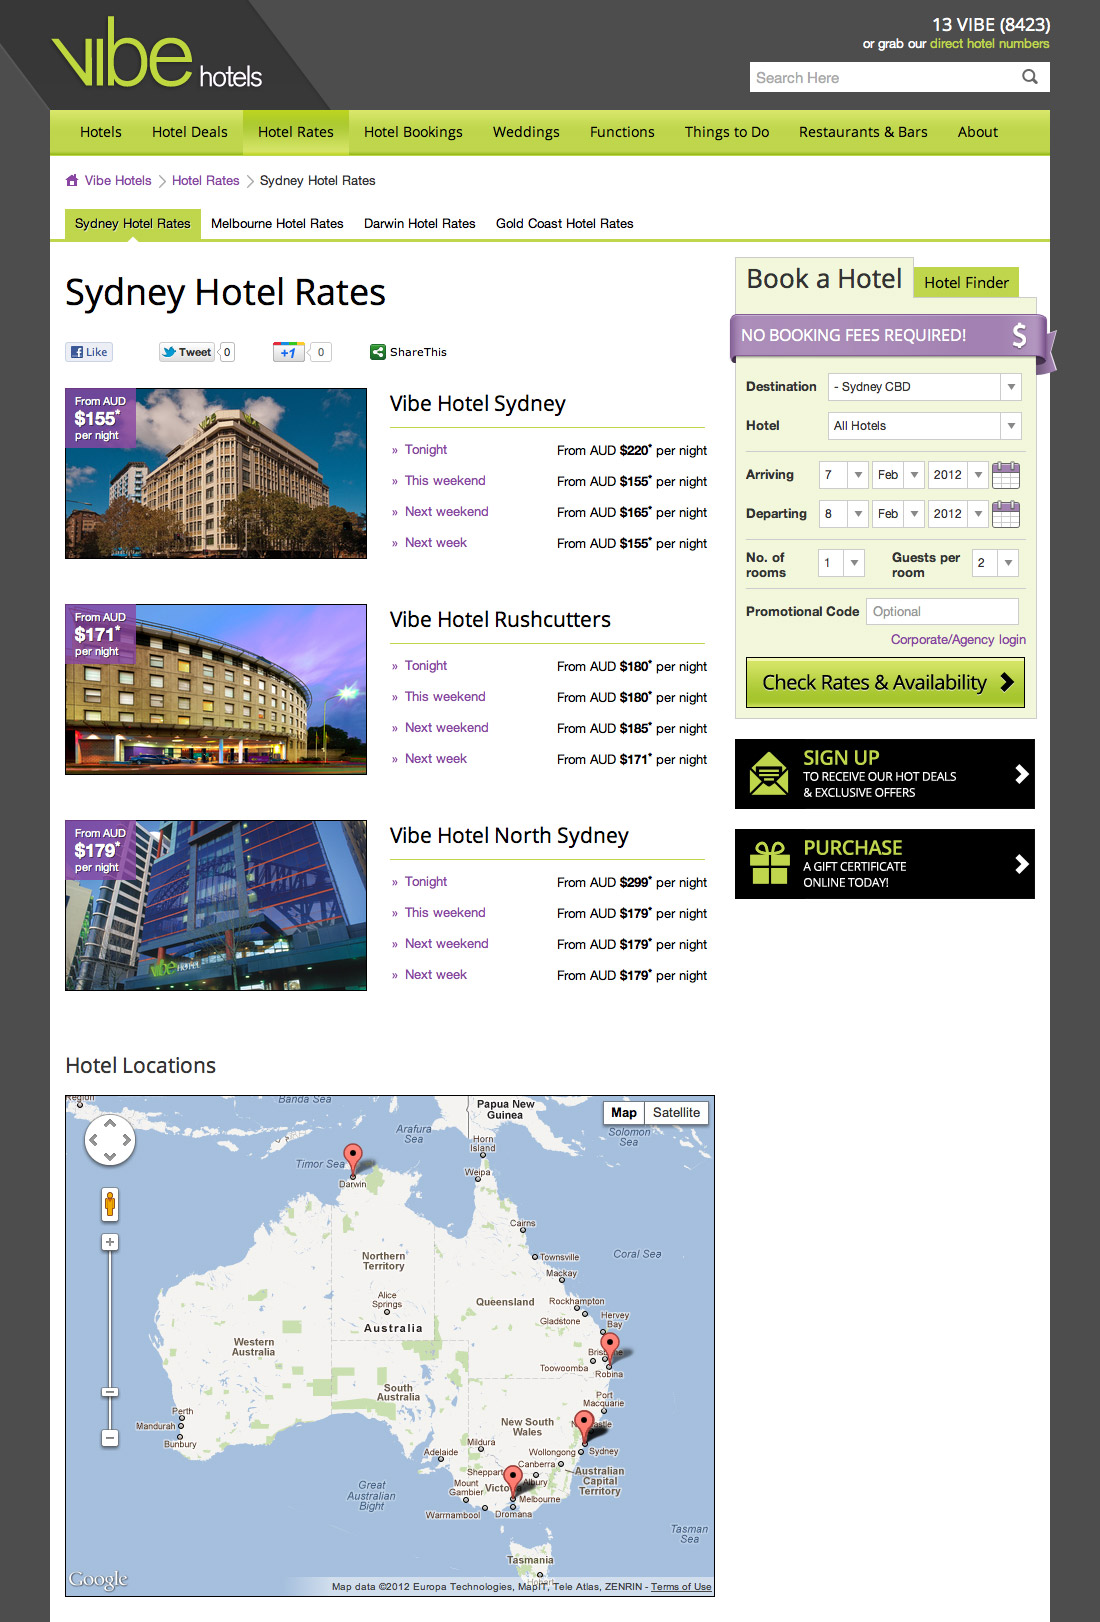 vibe hotels
13 VIBE (8423)
or grab our direct hotel numbers
Search Here
Hotels Hotel Deals Hotel Rates Hotel Bookings Weddings Functions Things to Do Restaurants & Bars About
Vibe Hotels Hotel Rates Sydney Hotel Rates
Sydney Hotel Rates Melbourne Hotel Rates Darwin Hotel Rates Gold Coast Hotel Rates
Sydney Hotel Rates
Like Tweet 0 +1 0 ShareThis
From AUD
$155*
per night
vibe
Vibe Hotel Sydney
» Tonight From AUD $220* per night
» This weekend From AUD $155* per night
» Next weekend From AUD $165* per night
» Next week From AUD $155* per night
From AUD
$171*
per night
Vibe Hotel Rushcutters
» Tonight From AUD $180* per night
» This weekend From AUD $180* per night
» Next weekend From AUD $185* per night
» Next week From AUD $171* per night
From AUD
$179*
per night
vibe HOTEL
Vibe Hotel North Sydney
» Tonight From AUD $299* per night
» This weekend From AUD $179* per night
» Next weekend From AUD $179* per night
» Next week From AUD $179* per night
Book a Hotel Hotel Finder
NO BOOKING FEES REQUIRED! $
Destination - Sydney CBD
Hotel All Hotels
Arriving 7 Feb 2012
Departing 8 Feb 2012
No. of rooms 1 Guests per room 2
Promotional Code Optional
Corporate/Agency login
Check Rates & Availability
SIGN UP
TO RECEIVE OUR HOT DEALS
& EXCLUSIVE OFFERS
PURCHASE
A GIFT CERTIFICATE
ONLINE TODAY!
Hotel Locations
Region
Banda Sea
Papua New
Guinea
Map Satellite
Arafura
Sea
Solomon
Sea
Horn
Island
Timor Sea
Weipa
Darwin
Cairns
Northern
Territory
Townsville
Coral Sea
Mackay
Alice
Springs
Queensland
Rockhampton
Gladstone
Hervey
Bay
Australia
Western
Australia
Brisbane
Toowoomba
Robina
South
Australia
Port
Macquarie
Perth
Mandurah
Bunbury
New South
Wales
Mildura
Adelaide
Wollongong Sydney
Canberra
Albury
Australian
Capital
Territory
Mount
Gambier
Victoria
Melbourne
Great
Australian
Bight
Warrnambool
Dromana
Tasman
Sea
Tasmania
Hobart
Google
Map data ©2012 Europa Technologies, MapIT, Tele Atlas, ZENRIN - Terms of Use